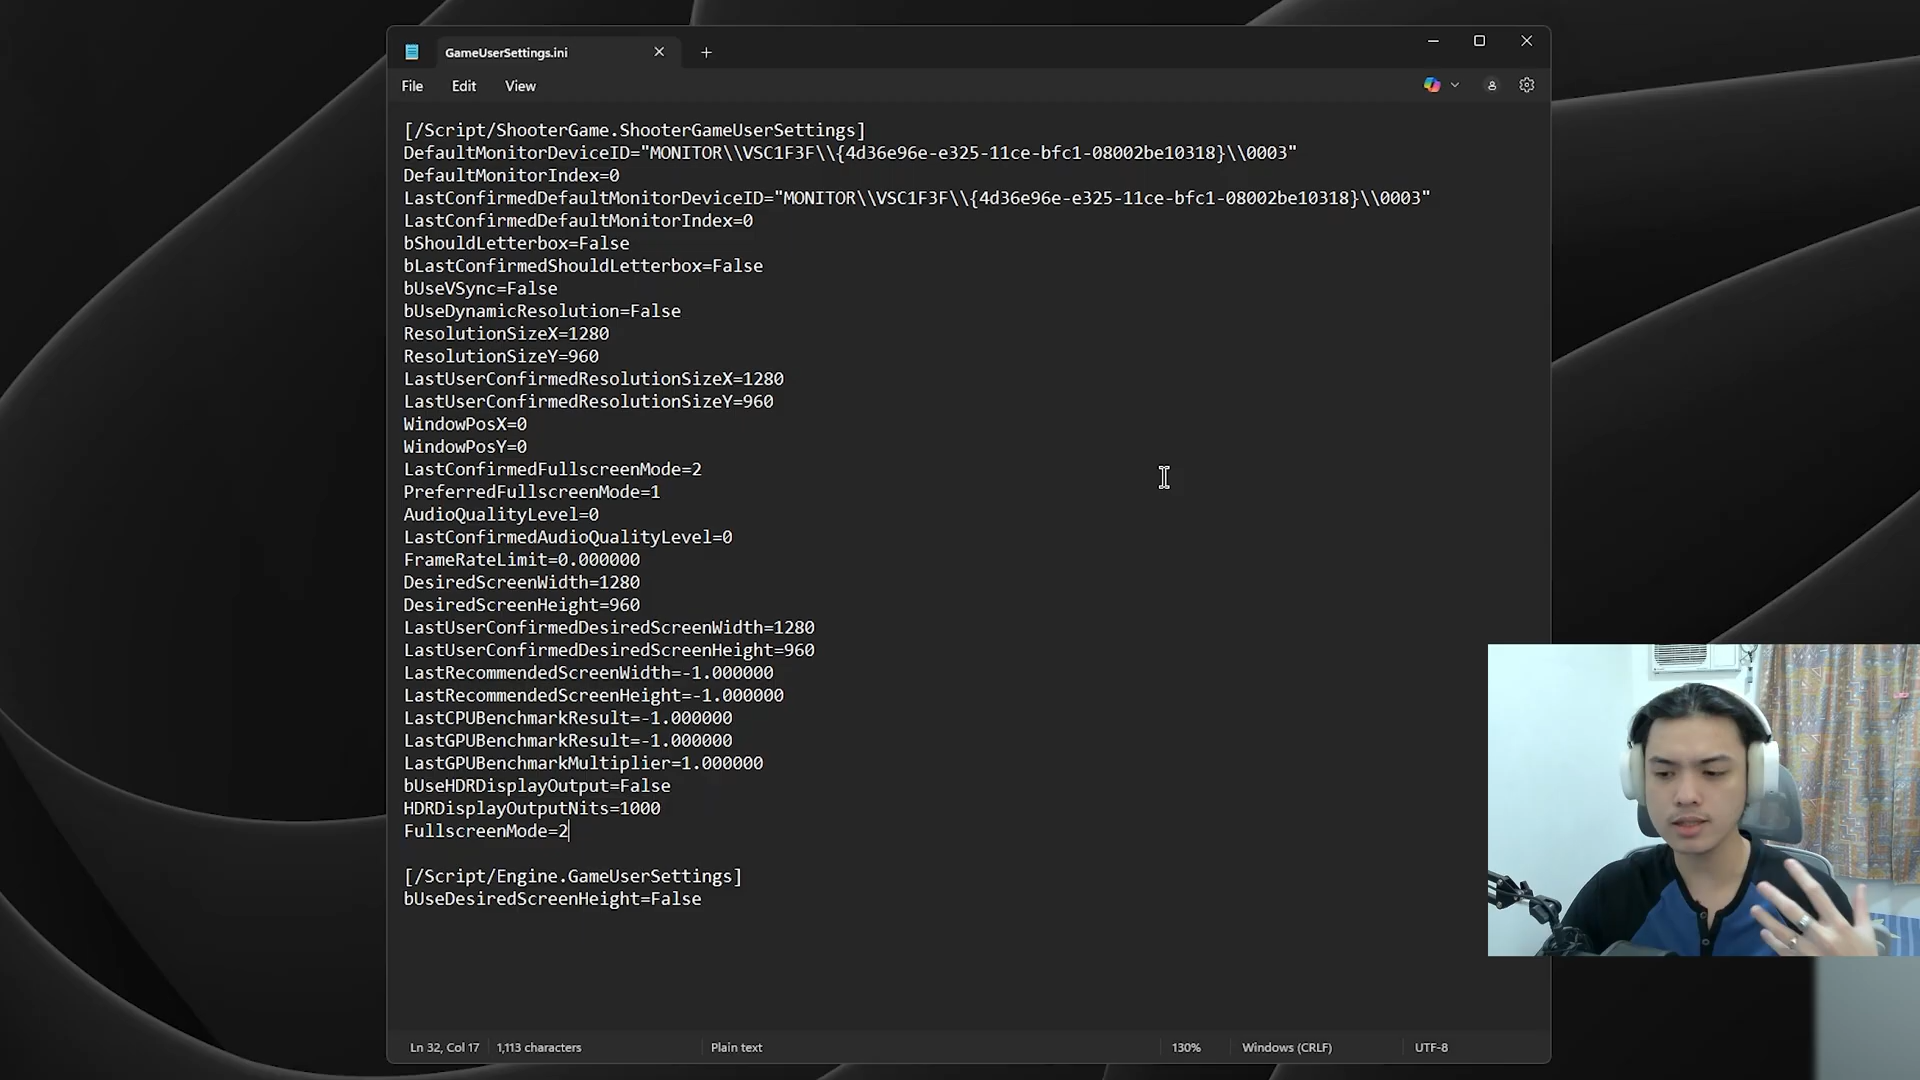 GameUserSettings.ini
File Edit View
[/Script/ShooterGame.ShooterGameUserSettings]
DefaultMonitorDeviceID="MONITOR\\VSC1F3F\\{4d36e96e-e325-11ce-bfc1-08002be10318}\\0003"
DefaultMonitorIndex=0
LastConfirmedDefaultMonitorDeviceID="MONITOR\\VSC1F3F\\{4d36e96e-e325-11ce-bfc1-08002be10318}\\0003"
LastConfirmedDefaultMonitorIndex=0
bShouldLetterbox=False
bLastConfirmedShouldLetterbox=False
bUseVSync=False
bUseDynamicResolution=False
ResolutionSizeX=1280
ResolutionSizeY=960
LastUserConfirmedResolutionSizeX=1280
LastUserConfirmedResolutionSizeY=960
WindowPosX=0
WindowPosY=0
LastConfirmedFullscreenMode=2
PreferredFullscreenMode=1
AudioQualityLevel=0
LastConfirmedAudioQualityLevel=0
FrameRateLimit=0.000000
DesiredScreenWidth=1280
DesiredScreenHeight=960
LastUserConfirmedDesiredScreenWidth=1280
LastUserConfirmedDesiredScreenHeight=960
LastRecommendedScreenWidth=-1.000000
LastRecommendedScreenHeight=-1.000000
LastCPUBenchmarkResult=-1.000000
LastGPUBenchmarkResult=-1.000000
LastGPUBenchmarkMultiplier=1.000000
bUseHDRDisplayOutput=False
HDRDisplayOutputNits=1000
FullscreenMode=2
[/Script/Engine.GameUserSettings]
bUseDesiredScreenHeight=False
Ln 32, Col 17 1,113 characters Plain text 130% Windows (CRLF) UTF-8